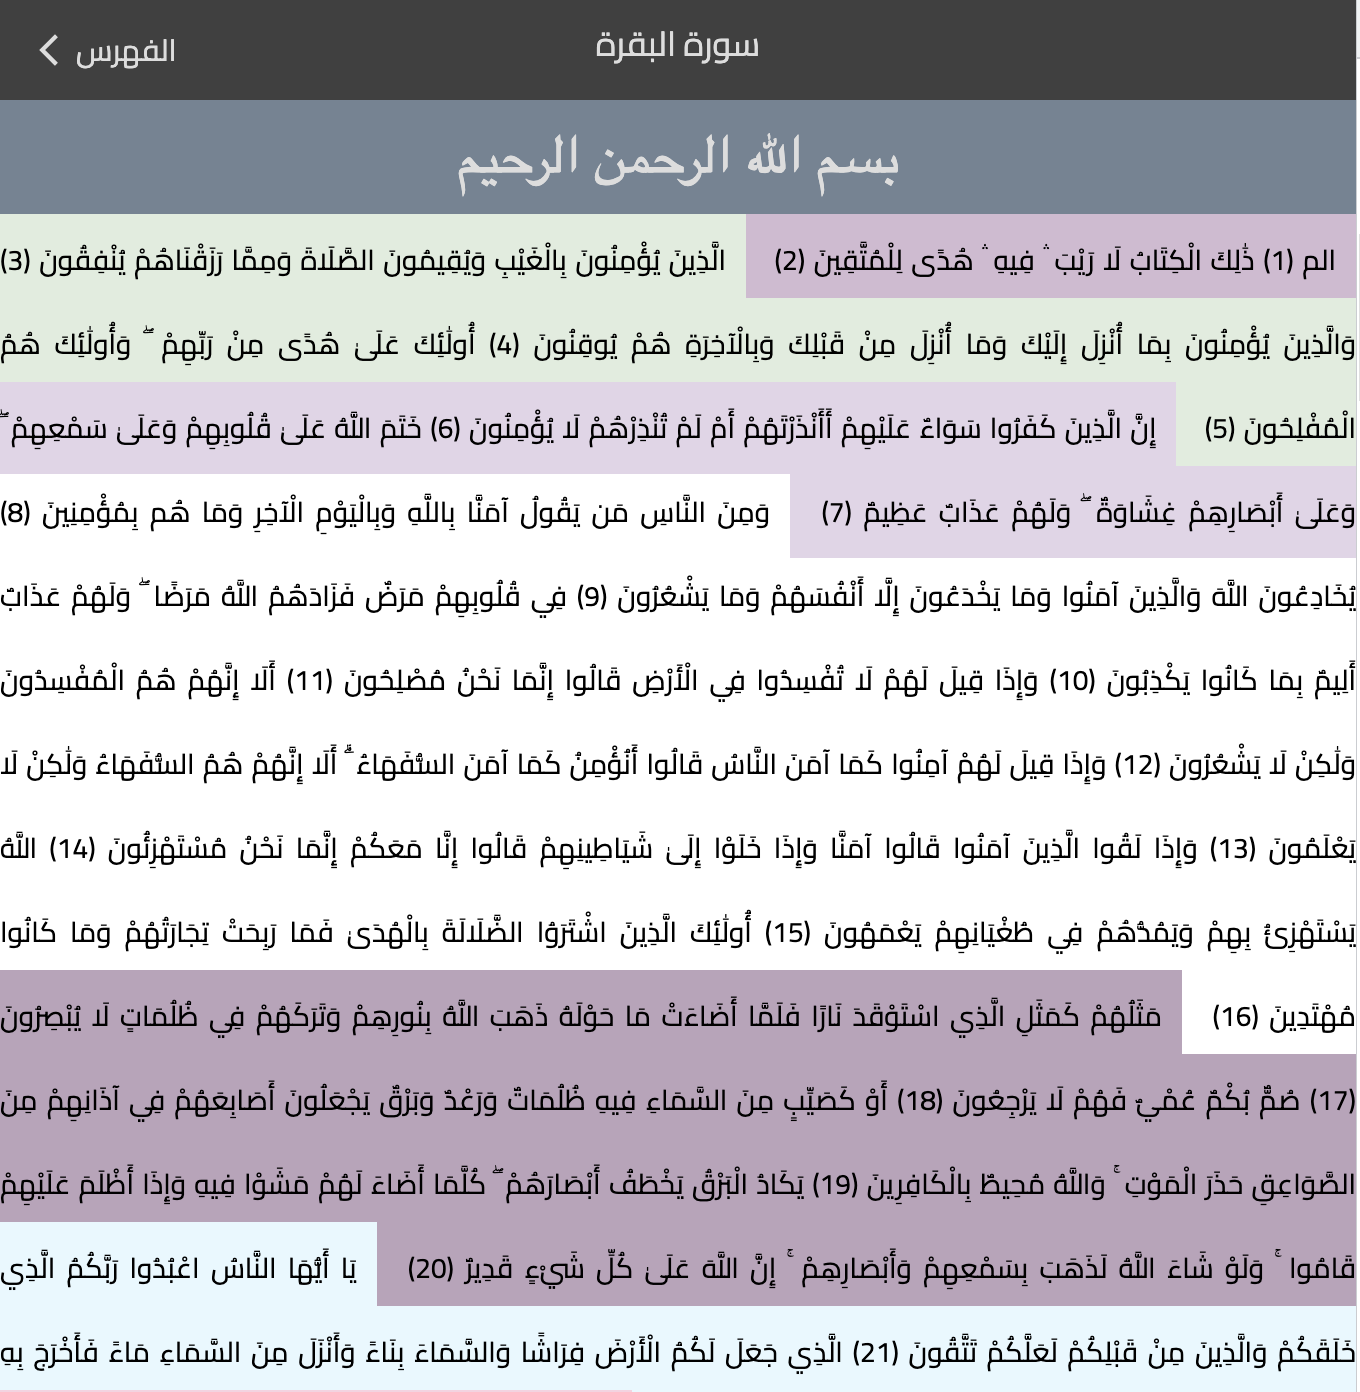 سورة البقرة
الفهرس
بسم الله الرحمن الرحيم
الم (1) ذَٰلِكَ الْكِتَابُ لَا رَيْبَ ۛ فِيهِ ۛ هُدًى لِلْمُتَّقِينَ (2) الَّذِينَ يُؤْمِنُونَ بِالْغَيْبِ وَيُقِيمُونَ الصَّلَاةَ وَمِمَّا رَزَقْنَاهُمْ يُنْفِقُونَ (3)
وَالَّذِينَ يُؤْمِنُونَ بِمَا أُنْزِلَ إِلَيْكَ وَمَا أُنْزِلَ مِنْ قَبْلِكَ وَبِالْآخِرَةِ هُمْ يُوقِنُونَ (4) أُولَٰئِكَ عَلَىٰ هُدًى مِنْ رَبِّهِمْ ۖ وَأُولَٰئِكَ هُمُ
الْمُفْلِحُونَ (5) إِنَّ الَّذِينَ كَفَرُوا سَوَاءٌ عَلَيْهِمْ أَأَنْذَرْتَهُمْ أَمْ لَمْ تُنْذِرْهُمْ لَا يُؤْمِنُونَ (6) خَتَمَ اللَّهُ عَلَىٰ قُلُوبِهِمْ وَعَلَىٰ سَمْعِهِمْ ۖ
وَعَلَىٰ أَبْصَارِهِمْ غِشَاوَةٌ ۖ وَلَهُمْ عَذَابٌ عَظِيمٌ (7) وَمِنَ النَّاسِ مَن يَقُولُ آمَنَّا بِاللَّهِ وَبِالْيَوْمِ الْآخِرِ وَمَا هُم بِمُؤْمِنِينَ (8)
يُخَادِعُونَ اللَّهَ وَالَّذِينَ آمَنُوا وَمَا يَخْدَعُونَ إِلَّا أَنْفُسَهُمْ وَمَا يَشْعُرُونَ (9) فِي قُلُوبِهِمْ مَرَضٌ فَزَادَهُمُ اللَّهُ مَرَضًا ۖ وَلَهُمْ عَذَابٌ
أَلِيمٌ بِمَا كَانُوا يَكْذِبُونَ (10) وَإِذَا قِيلَ لَهُمْ لَا تُفْسِدُوا فِي الْأَرْضِ قَالُوا إِنَّمَا نَحْنُ مُصْلِحُونَ (11) أَلَا إِنَّهُمْ هُمُ الْمُفْسِدُونَ
وَلَٰكِنْ لَا يَشْعُرُونَ (12) وَإِذَا قِيلَ لَهُمْ آمِنُوا كَمَا آمَنَ النَّاسُ قَالُوا أَنُؤْمِنُ كَمَا آمَنَ السُّفَهَاءُ ۗ أَلَا إِنَّهُمْ هُمُ السُّفَهَاءُ وَلَٰكِنْ لَا
يَعْلَمُونَ (13) وَإِذَا لَقُوا الَّذِينَ آمَنُوا قَالُوا آمَنَّا وَإِذَا خَلَوْا إِلَىٰ شَيَاطِينِهِمْ قَالُوا إِنَّا مَعَكُمْ إِنَّمَا نَحْنُ مُسْتَهْزِئُونَ (14) اللَّهُ
يَسْتَهْزِئُ بِهِمْ وَيَمُدُّهُمْ فِي طُغْيَانِهِمْ يَعْمَهُونَ (15) أُولَٰئِكَ الَّذِينَ اشْتَرَوُا الضَّلَالَةَ بِالْهُدَىٰ فَمَا رَبِحَتْ تِجَارَتُهُمْ وَمَا كَانُوا
مُهْتَدِينَ (16) مَثَلُهُمْ كَمَثَلِ الَّذِي اسْتَوْقَدَ نَارًا فَلَمَّا أَضَاءَتْ مَا حَوْلَهُ ذَهَبَ اللَّهُ بِنُورِهِمْ وَتَرَكَهُمْ فِي ظُلُمَاتٍ لَا يُبْصِرُونَ
(17) صُمٌّ بُكْمٌ عُمْيٌ فَهُمْ لَا يَرْجِعُونَ (18) أَوْ كَصَيِّبٍ مِنَ السَّمَاءِ فِيهِ ظُلُمَاتٌ وَرَعْدٌ وَبَرْقٌ يَجْعَلُونَ أَصَابِعَهُمْ فِي آذَانِهِمْ مِنَ
الصَّوَاعِقِ حَذَرَ الْمَوْتِ ۚ وَاللَّهُ مُحِيطٌ بِالْكَافِرِينَ (19) يَكَادُ الْبَرْقُ يَخْطَفُ أَبْصَارَهُمْ ۖ كُلَّمَا أَضَاءَ لَهُمْ مَشَوْا فِيهِ وَإِذَا أَظْلَمَ عَلَيْهِمْ
قَامُوا ۚ وَلَوْ شَاءَ اللَّهُ لَذَهَبَ بِسَمْعِهِمْ وَأَبْصَارِهِمْ ۚ إِنَّ اللَّهَ عَلَىٰ كُلِّ شَيْءٍ قَدِيرٌ (20) يَا أَيُّهَا النَّاسُ اعْبُدُوا رَبَّكُمُ الَّذِي
خَلَقَكُمْ وَالَّذِينَ مِنْ قَبْلِكُمْ لَعَلَّكُمْ تَتَّقُونَ (21) الَّذِي جَعَلَ لَكُمُ الْأَرْضَ فِرَاشًا وَالسَّمَاءَ بِنَاءً وَأَنْزَلَ مِنَ السَّمَاءِ مَاءً فَأَخْرَجَ بِهِ